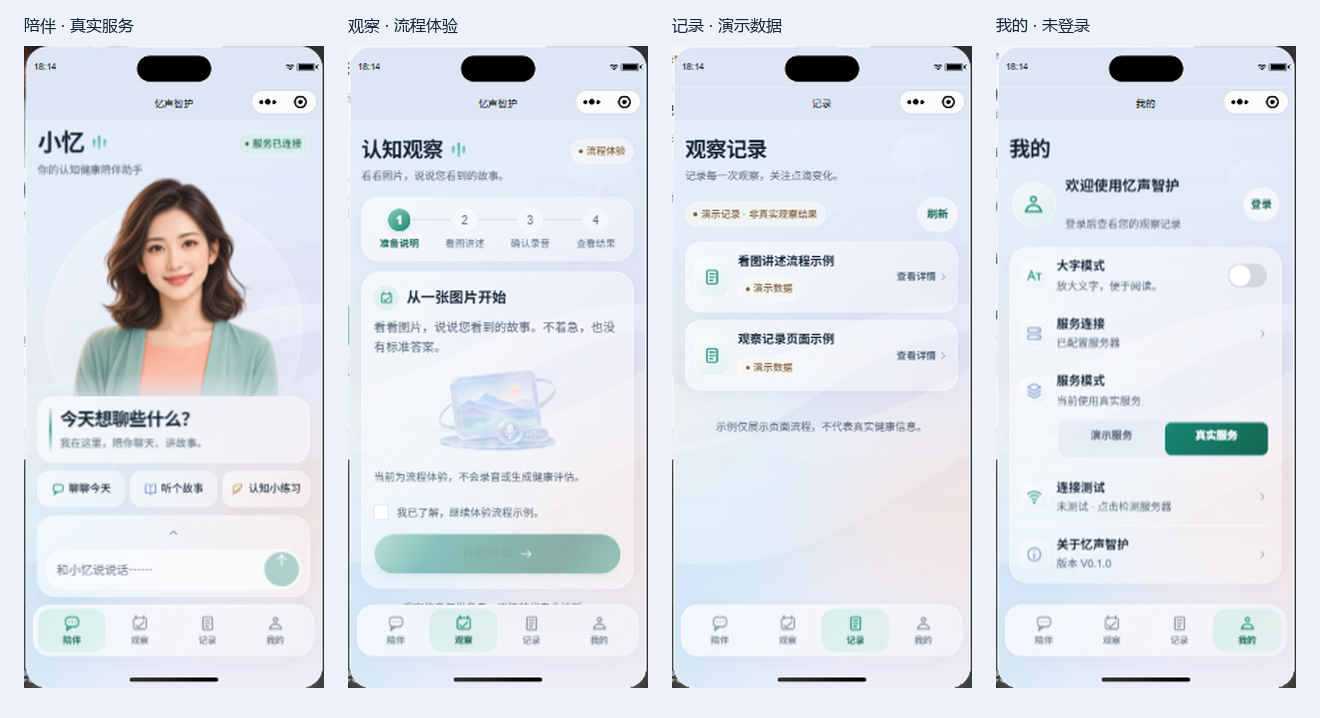 陪伴 · 真实服务
18:14
忆声智护
小忆
服务已连接
你的认知健康陪伴助手
今天想聊些什么?
我在这里，陪你聊天、讲故事。
聊聊今天
听个故事
认知小练习
和小忆说说话------
陪伴
观察
记录
我的
观察 · 流程体验
18:14
忆声智护
认知观察
流程体验
看看图片，说说您看到的故事。
1
2
3
4
准备说明
看图讲述
确认录音
查看结果
从一张图片开始
看看图片，说说您看到的故事。不着急，也没
有标准答案。
当前为流程体验，不会录音或生成健康评估。
我已了解，继续体验流程示例。
开始体验 →
陪伴
观察
记录
我的
记录 · 演示数据
18:14
记录
观察记录
记录每一次观察，关注点滴变化。
演示记录 · 非真实观察结果
刷新
看图讲述流程示例
演示数据
查看详情
观察记录页面示例
演示数据
查看详情
示例仅展示页面流程，不代表真实健康信息。
陪伴
观察
记录
我的
我的 · 未登录
18:14
我的
我的
欢迎使用忆声智护
登录后查看您的观察记录
登录
大字模式
放大文字，便于阅读。
服务连接
已配置服务器
服务模式
当前使用真实服务
演示服务
真实服务
连接测试
未测试 · 点击检测服务器
关于忆声智护
版本 V0.1.0
陪伴
观察
记录
我的